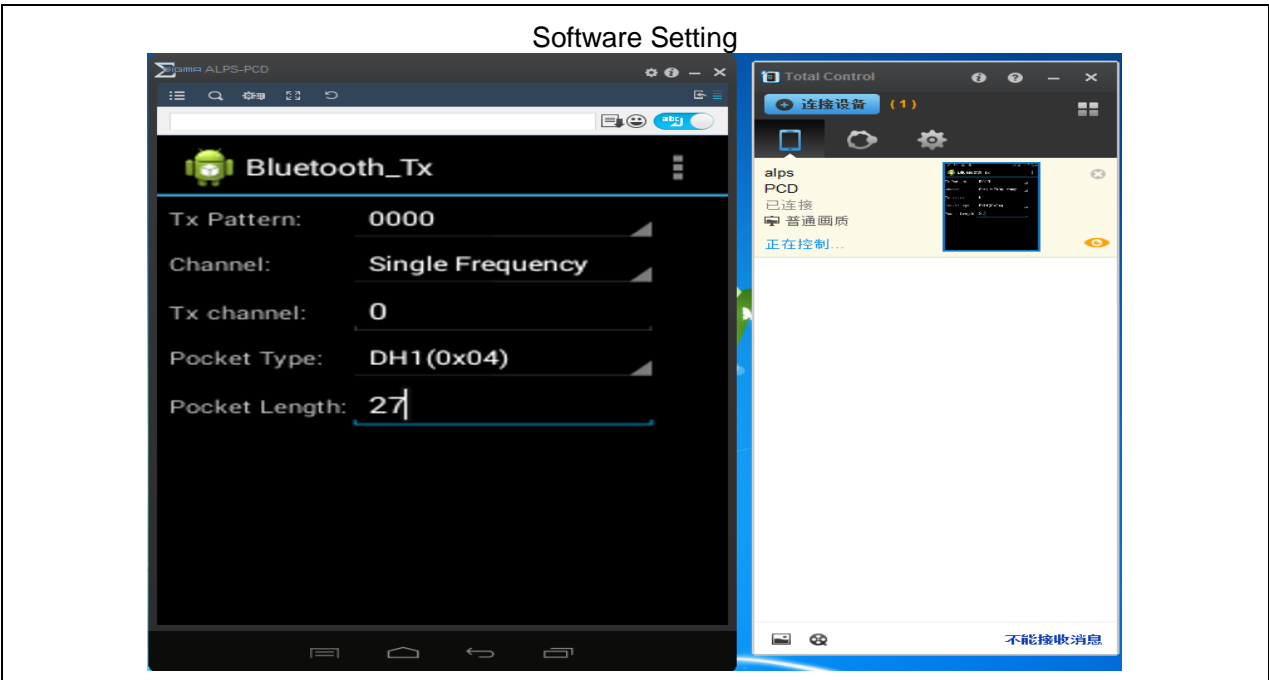 Software Setting
SIGMA ALPS-PCD
abc
Bluetooth_Tx
Tx Pattern: 0000
Channel: Single Frequency
Tx channel: 0
Pocket Type: DH1(0x04)
Pocket Length: 27
Total Control
连接设备 (1)
alps
PCD
已连接
普通画质
正在控制...
不能接收消息